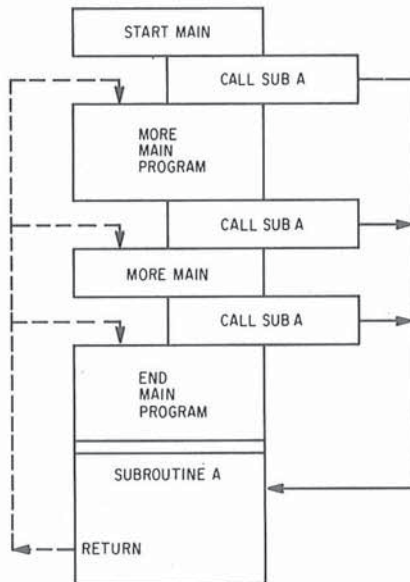 START MAIN
CALL SUB A
MORE
MAIN
PROGRAM
CALL SUB A
MORE MAIN
CALL SUB A
END
MAIN
PROGRAM
SUBROUTINE A
RETURN